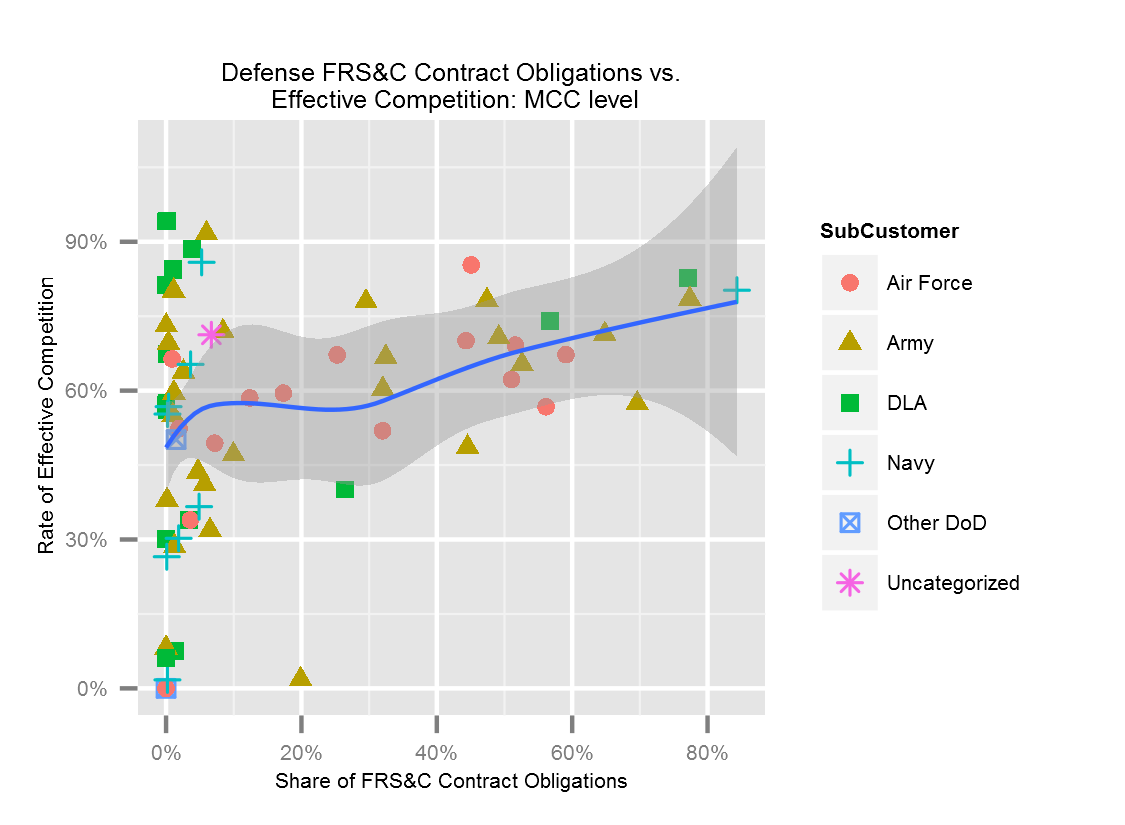 Defense FRS&C Contract Obligations vs.
Effective Competition: MCC level
Rate of Effective Competition
90%
60%
30%
0%
0%
20%
40%
60%
80%
Share of FRS&C Contract Obligations
SubCustomer
Air Force
Army
DLA
Navy
Other DoD
Uncategorized